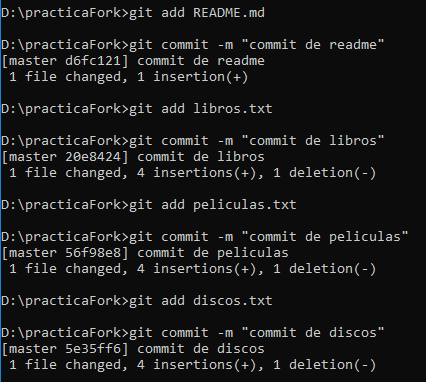 D:\practicaFork>git add README.md
D:\practicaFork>git commit -m "commit de readme"
[master d6fc121] commit de readme
 1 file changed, 1 insertion(+)
D:\practicaFork>git add libros.txt
D:\practicaFork>git commit -m "commit de libros"
[master 20e8424] commit de libros
 1 file changed, 4 insertions(+), 1 deletion(-)
D:\practicaFork>git add peliculas.txt
D:\practicaFork>git commit -m "commit de peliculas"
[master 56f98e8] commit de peliculas
 1 file changed, 4 insertions(+), 1 deletion(-)
D:\practicaFork>git add discos.txt
D:\practicaFork>git commit -m "commit de discos"
[master 5e35ff6] commit de discos
 1 file changed, 4 insertions(+), 1 deletion(-)